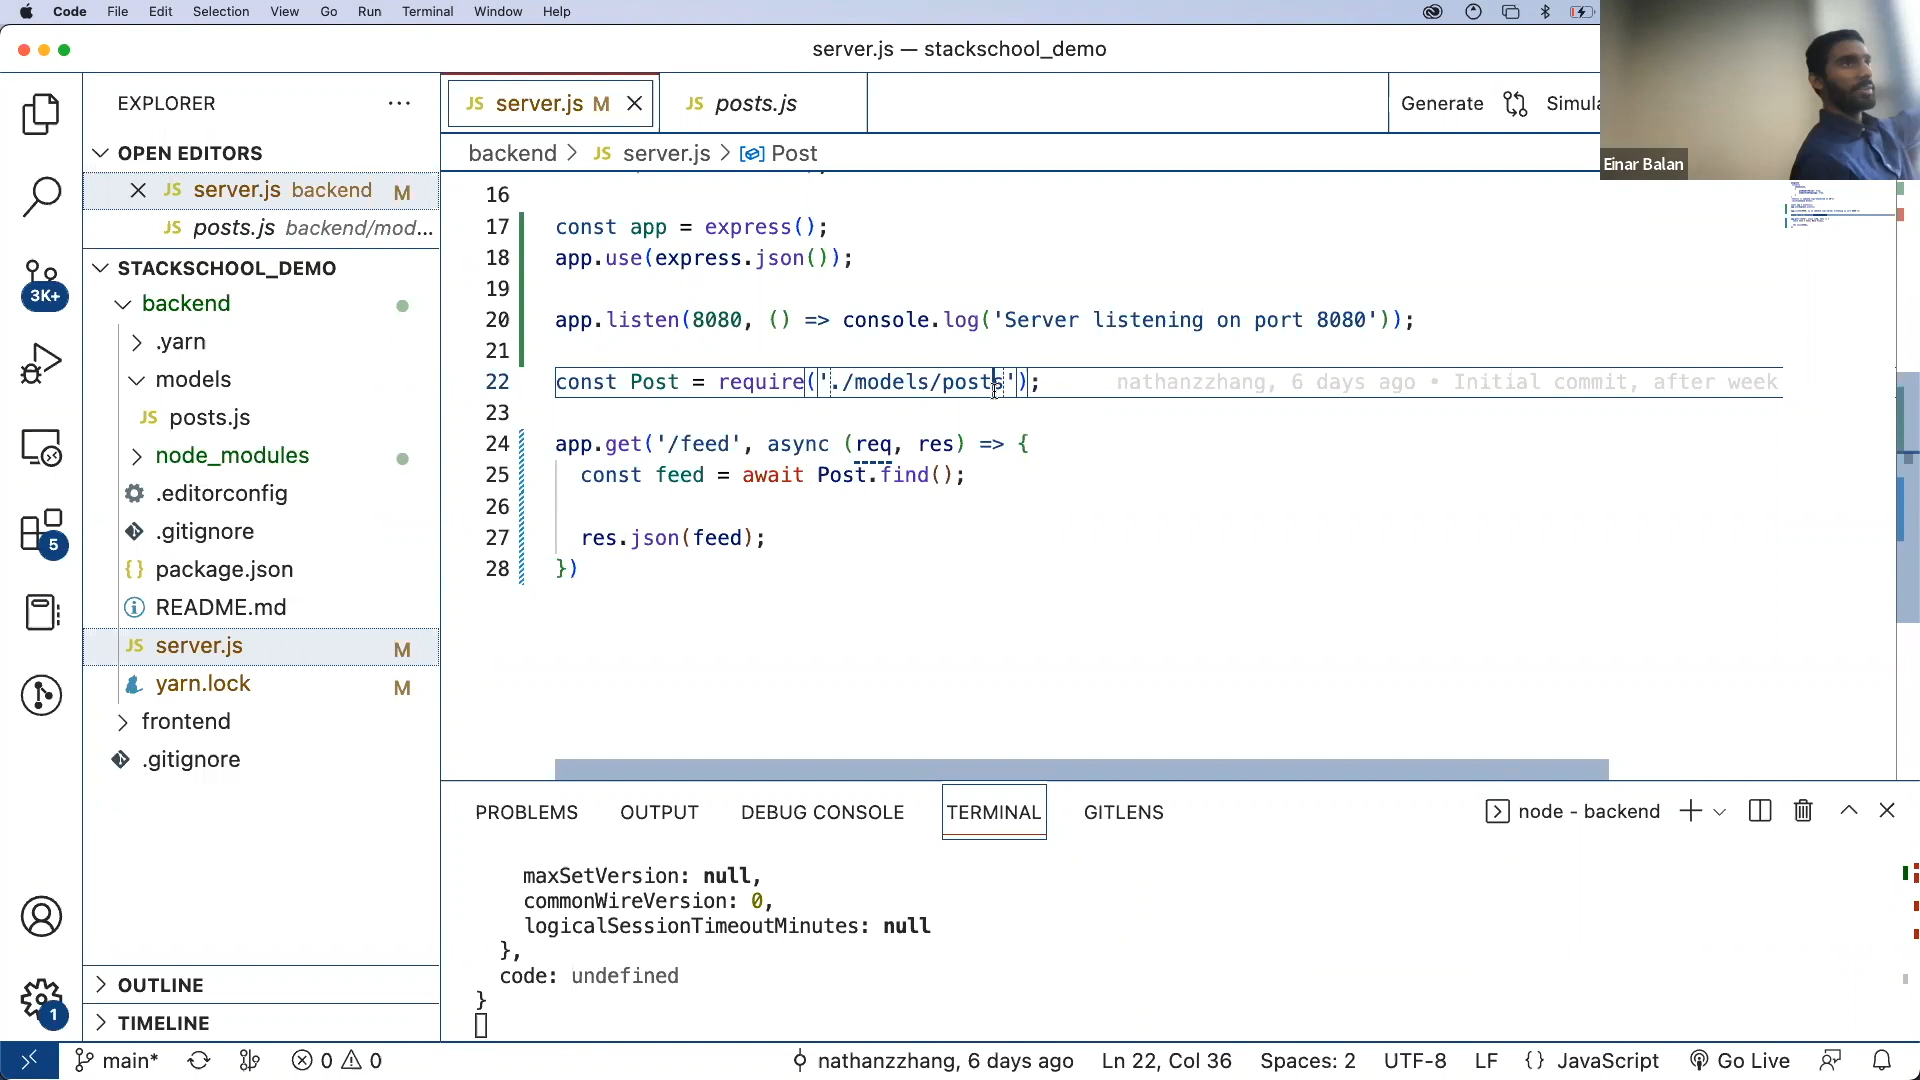 Code File Edit Selection View Go Run Terminal Window Help
server.js — stackschool_demo
Einar Balan
EXPLORER
OPEN EDITORS
JS server.js backend M
JS posts.js backend/mod...
STACKSCHOOL_DEMO
backend
.yarn
models
JS posts.js
node_modules
.editorconfig
.gitignore
{} package.json
README.md
JS server.js M
yarn.lock M
frontend
.gitignore
OUTLINE
TIMELINE
3K+
5
1
JS server.js M
JS posts.js
Generate Simula
backend > JS server.js > Post
16
17 const app = express();
18 app.use(express.json());
19
20 app.listen(8080, () => console.log('Server listening on port 8080'));
21
22 const Post = require('./models/posts'); nathanzzhang, 6 days ago • Initial commit, after week
23
24 app.get('/feed', async (req, res) => {
25 const feed = await Post.find();
26
27 res.json(feed);
28 })
PROBLEMS OUTPUT DEBUG CONSOLE TERMINAL GITLENS
node - backend
maxSetVersion: null,
commonWireVersion: 0,
logicalSessionTimeoutMinutes: null
},
code: undefined
}
main* 0 0 nathanzzhang, 6 days ago Ln 22, Col 36 Spaces: 2 UTF-8 LF {} JavaScript Go Live